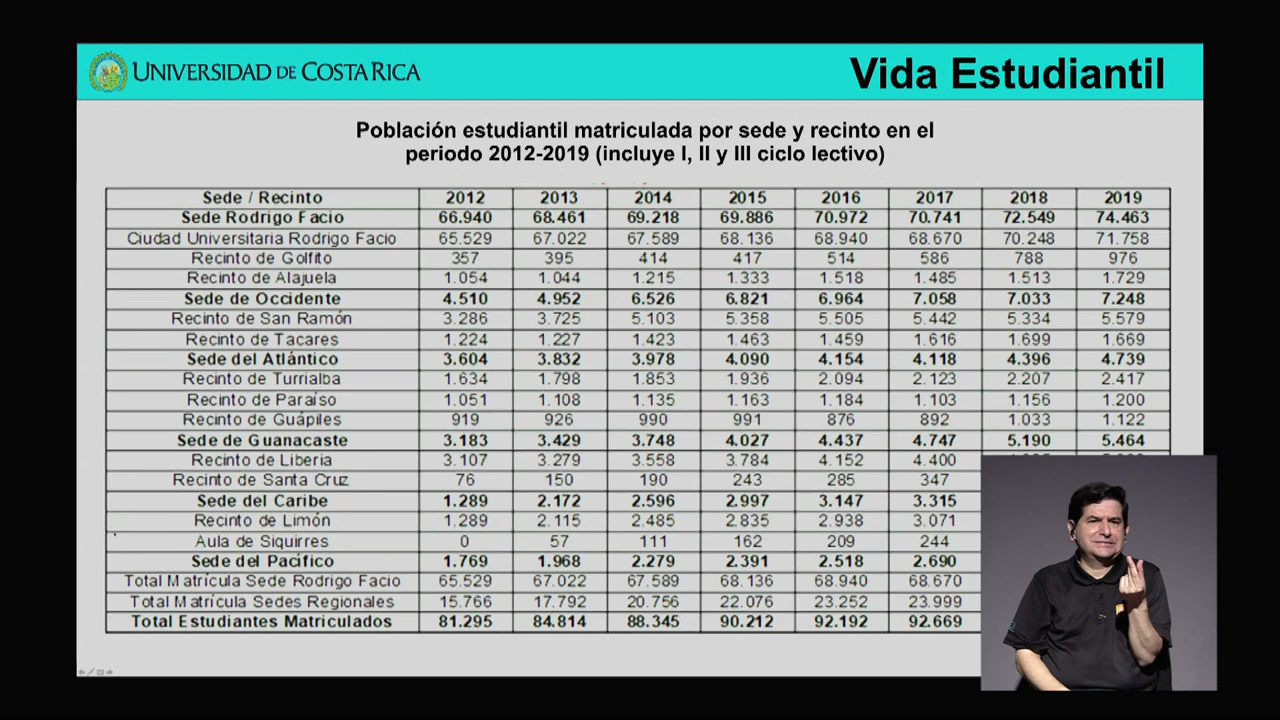 UNIVERSIDAD DE COSTA RICA
Vida Estudiantil
Población estudiantil matriculada por sede y recinto en el
periodo 2012-2019 (incluye I, II y III ciclo lectivo)
Sede / Recinto 2012 2013 2014 2015 2016 2017 2018 2019
Sede Rodrigo Facio 66.940 68.461 69.218 69.886 70.972 70.741 72.549 74.463
Ciudad Universitaria Rodrigo Facio 65.529 67.022 67.589 68.136 68.940 68.670 70.248 71.758
Recinto de Golfito 357 395 414 417 514 586 788 976
Recinto de Alajuela 1.054 1.044 1.215 1.333 1.518 1.485 1.513 1.729
Sede de Occidente 4.510 4.952 6.526 6.821 6.964 7.058 7.033 7.248
Recinto de San Ramón 3.286 3.725 5.103 5.358 5.505 5.442 5.334 5.579
Recinto de Tacares 1.224 1.227 1.423 1.463 1.459 1.616 1.699 1.669
Sede del Atlántico 3.604 3.832 3.978 4.090 4.154 4.118 4.396 4.739
Recinto de Turrialba 1.634 1.798 1.853 1.936 2.094 2.123 2.207 2.417
Recinto de Paraíso 1.051 1.108 1.135 1.163 1.184 1.103 1.156 1.200
Recinto de Guápiles 919 926 990 991 876 892 1.033 1.122
Sede de Guanacaste 3.183 3.429 3.748 4.027 4.437 4.747 5.190 5.464
Recinto de Liberia 3.107 3.279 3.558 3.784 4.152 4.400
Recinto de Santa Cruz 76 150 190 243 285 347
Sede del Caribe 1.289 2.172 2.596 2.997 3.147 3.315
Recinto de Limón 1.289 2.115 2.485 2.835 2.938 3.071
Aula de Siquirres 0 57 111 162 209 244
Sede del Pacífico 1.769 1.968 2.279 2.391 2.518 2.690
Total Matrícula Sede Rodrigo Facio 65.529 67.022 67.589 68.136 68.940 68.670
Total Matrícula Sedes Regionales 15.766 17.792 20.756 22.076 23.252 23.999
Total Estudiantes Matriculados 81.295 84.814 88.345 90.212 92.192 92.669